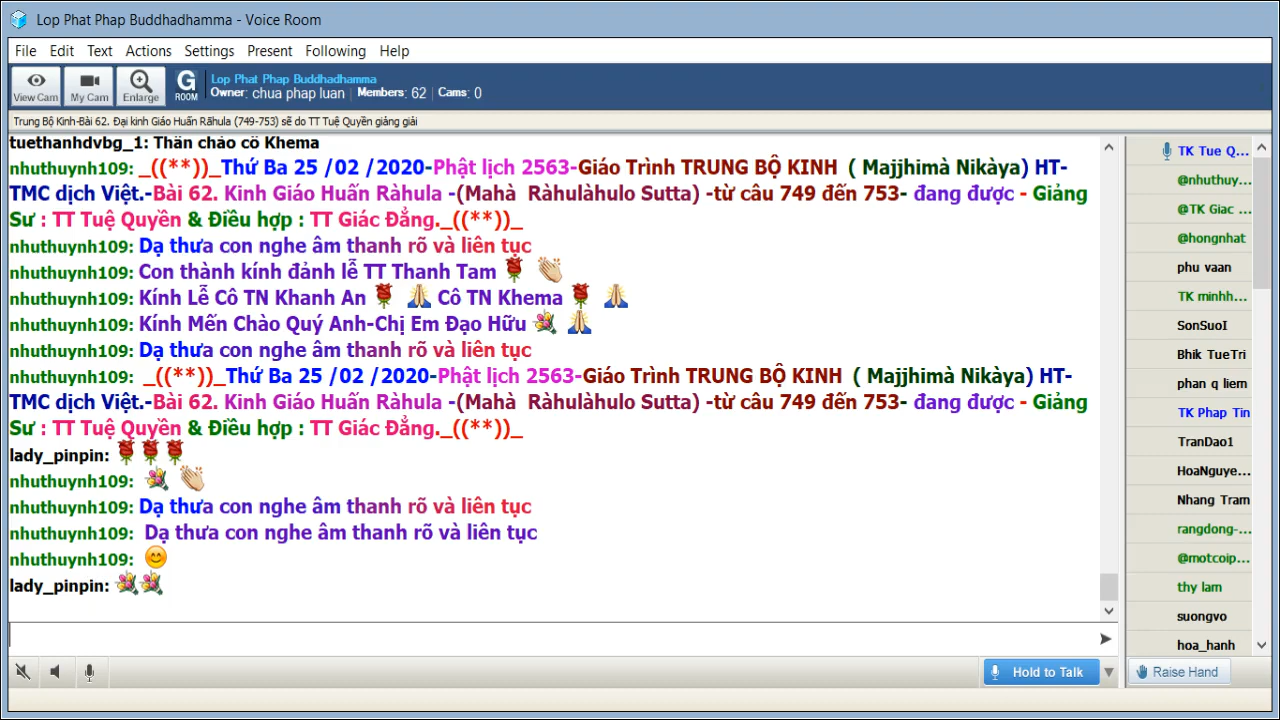 Lop Phat Phap Buddhadhamma - Voice Room
File Edit Text Actions Settings Present Following Help
View Cam My Cam Enlarge G ROOM
Lop Phat Phap Buddhadhamma
Owner: chua phap luan | Members: 62 | Cams: 0
Trung Bộ Kinh-Bài 62. Đại kinh Giáo Huấn Rāhula (749-753) sẽ do TT Tuệ Quyền giảng giải
tuethanhdvbg_1: Thân chào cô Khema
nhuthuynh109: _((**))_Thứ Ba 25 /02 /2020-Phật lịch 2563-Giáo Trình TRUNG BỘ KINH ( Majjhimà Nikàya) HT-
TMC dịch Việt.-Bài 62. Kinh Giáo Huấn Ràhula -(Mahà Ràhulàhulo Sutta) -từ câu 749 đến 753- đang được - Giảng
Sư : TT Tuệ Quyền & Điều hợp : TT Giác Đẳng._((**))_
nhuthuynh109: Dạ thưa con nghe âm thanh rõ và liên tục
nhuthuynh109: Con thành kính đảnh lễ TT Thanh Tam 🌹 👏
nhuthuynh109: Kính Lễ Cô TN Khanh An 🌹 🙏 Cô TN Khema 🌹 🙏
nhuthuynh109: Kính Mến Chào Quý Anh-Chị Em Đạo Hữu 💐 🙏
nhuthuynh109: Dạ thưa con nghe âm thanh rõ và liên tục
nhuthuynh109: _((**))_Thứ Ba 25 /02 /2020-Phật lịch 2563-Giáo Trình TRUNG BỘ KINH ( Majjhimà Nikàya) HT-
TMC dịch Việt.-Bài 62. Kinh Giáo Huấn Ràhula -(Mahà Ràhulàhulo Sutta) -từ câu 749 đến 753- đang được - Giảng
Sư : TT Tuệ Quyền & Điều hợp : TT Giác Đẳng._((**))_
lady_pinpin: 🌹🌹🌹
nhuthuynh109: 💐 👏
nhuthuynh109: Dạ thưa con nghe âm thanh rõ và liên tục
nhuthuynh109: Dạ thưa con nghe âm thanh rõ và liên tục
nhuthuynh109: 😊
lady_pinpin: 💐💐
TK Tue Q...
@nhuthuy...
@TK Giac ...
@hongnhat
phu vaan
TK minhh...
SonSuoI
Bhik TueTri
phan q liem
TK Phap Tin
TranDao1
HoaNguye...
Nhang Tram
rangdong-...
@motcoip...
thy lam
suongvo
hoa_hanh
Hold to Talk
Raise Hand